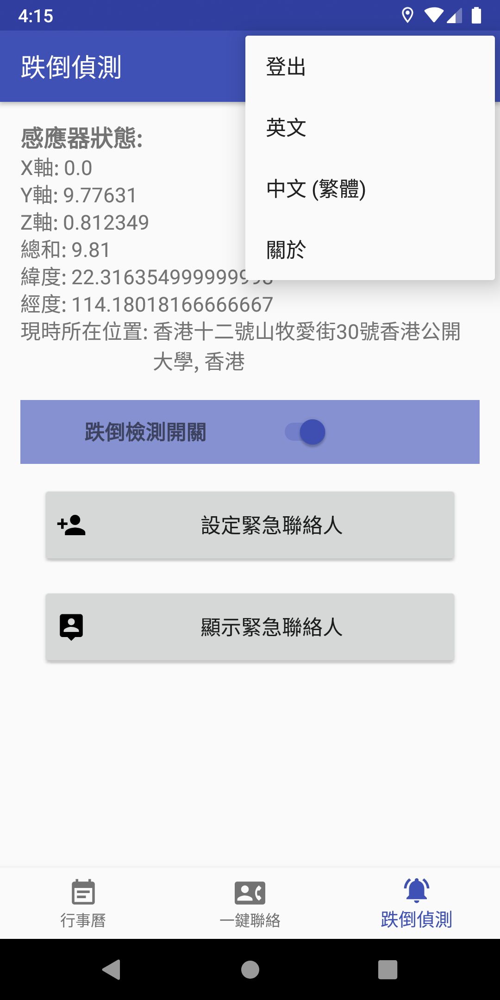 4:15
跌倒偵測
登出
英文
中文 (繁體)
關於
感應器狀態:
X軸: 0.0
Y軸: 9.77631
Z軸: 0.812349
總和: 9.81
緯度: 22.316354999999998
經度: 114.18018166666667
現時所在位置: 香港十二號山牧愛街30號香港公開
大學, 香港
跌倒檢測開關
設定緊急聯絡人
顯示緊急聯絡人
行事曆
一鍵聯絡
跌倒偵測